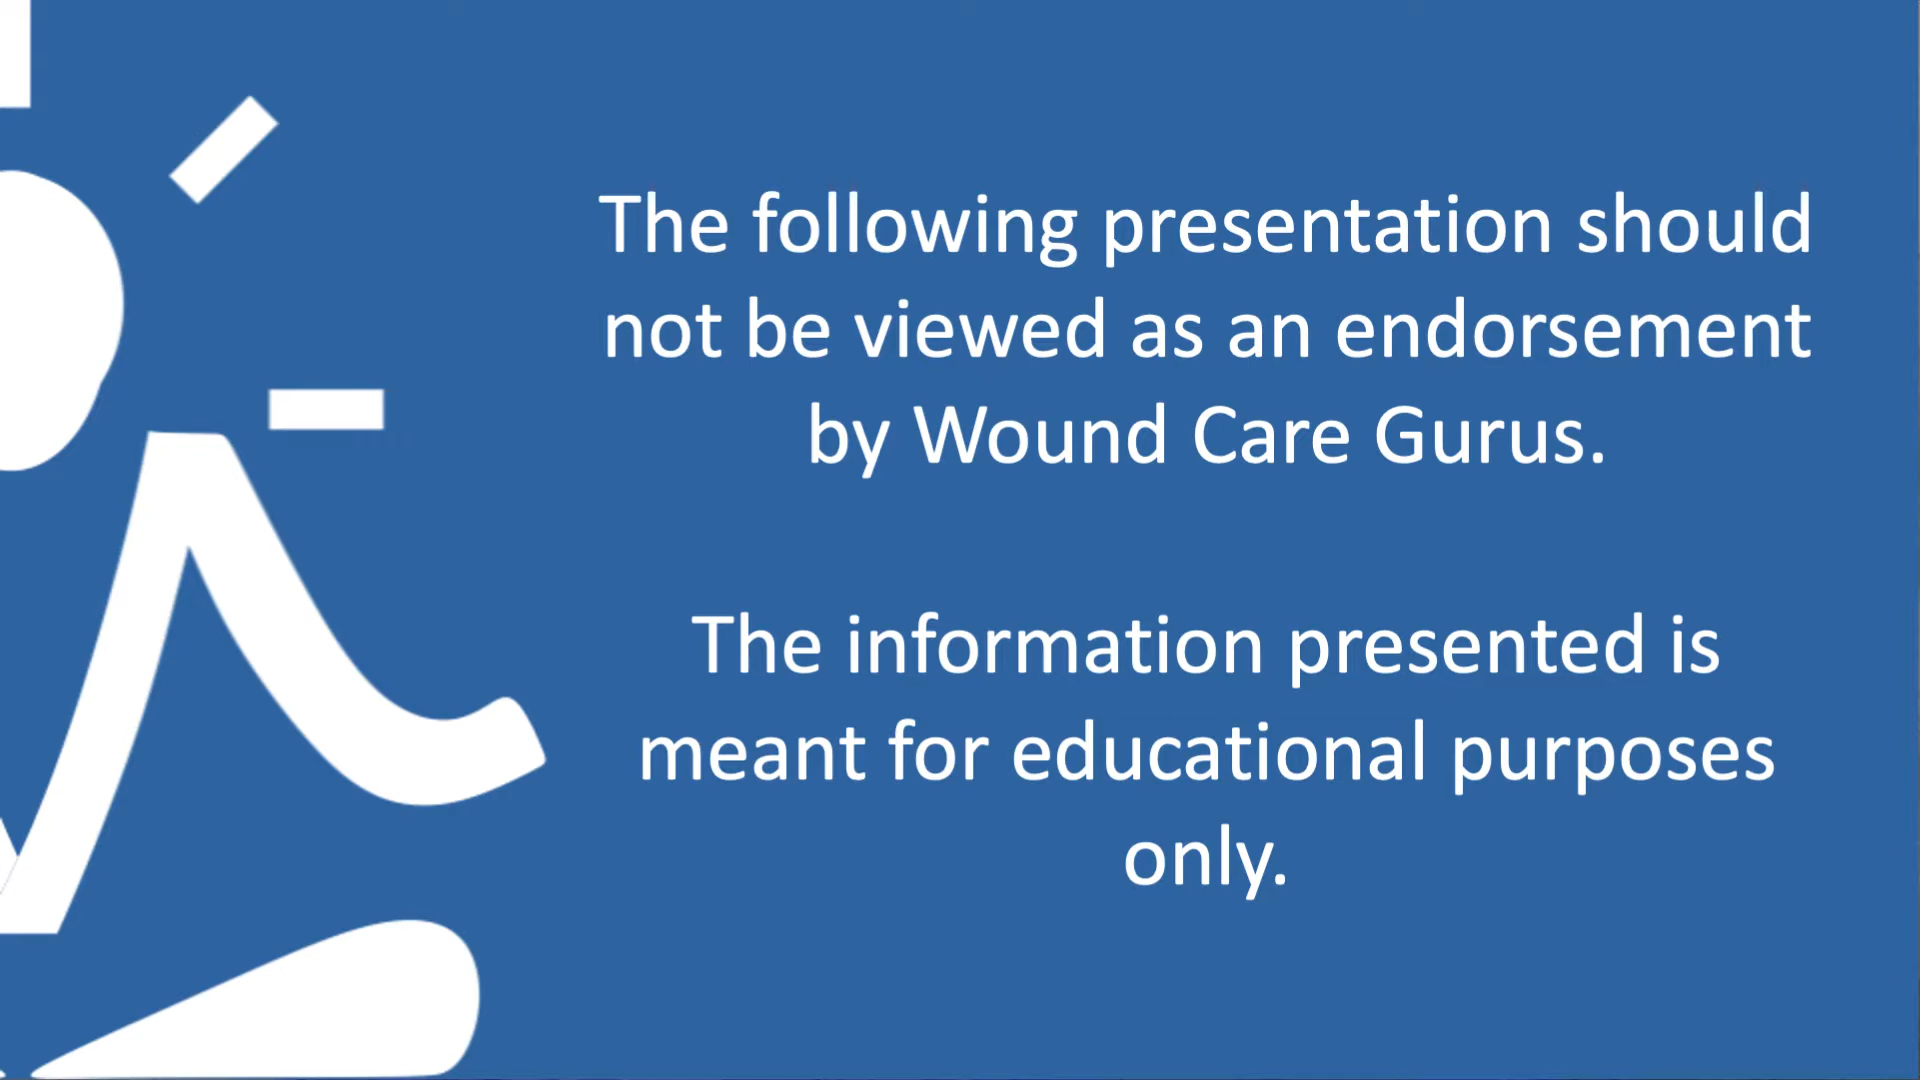 The following presentation should
not be viewed as an endorsement
by Wound Care Gurus.
The information presented is
meant for educational purposes
only.